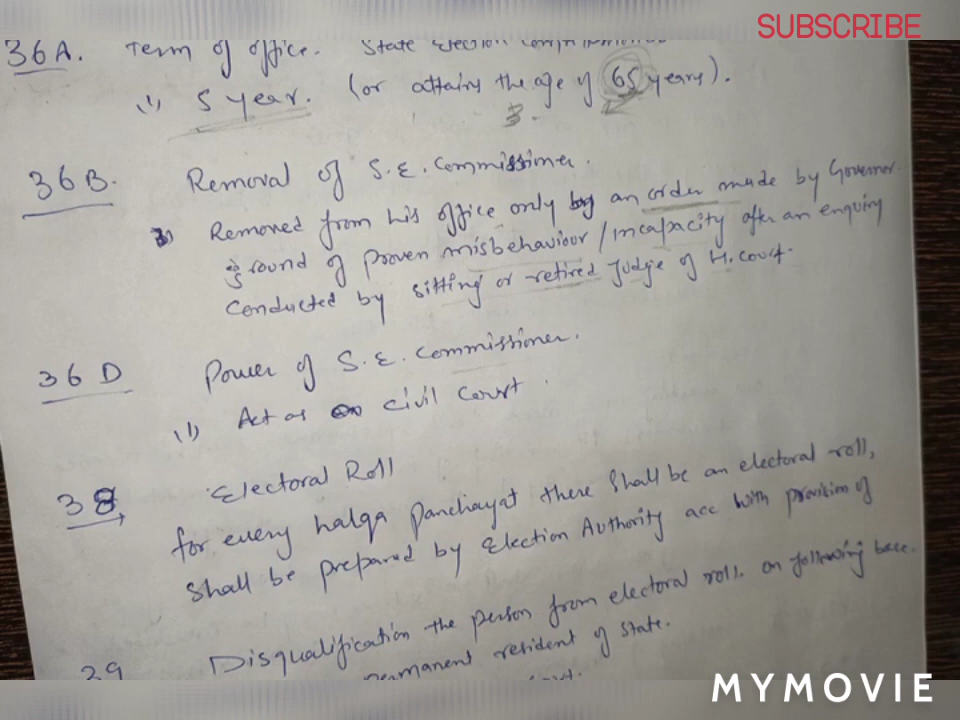 SUBSCRIBE
36A. Term of office. State Election
(1) 5 year. (or attains the age of 65 years).
3.
36B. Removal of S.E. Commissioner.
Removed from his office only by an order made by Governor.
ground of proven misbehaviour / incapacity after an enquiry
conducted by sitting or retired Judge of H. court.
36 D Power of S.E. Commissioner.
(1) Act as civil court.
38 Electoral Roll
for every halqa panchayat there shall be an electoral roll,
shall be prepared by Election Authority acc with provision of
39 Disqualification the person from electoral roll. on following base.
permanent resident of state.
MYMOVIE